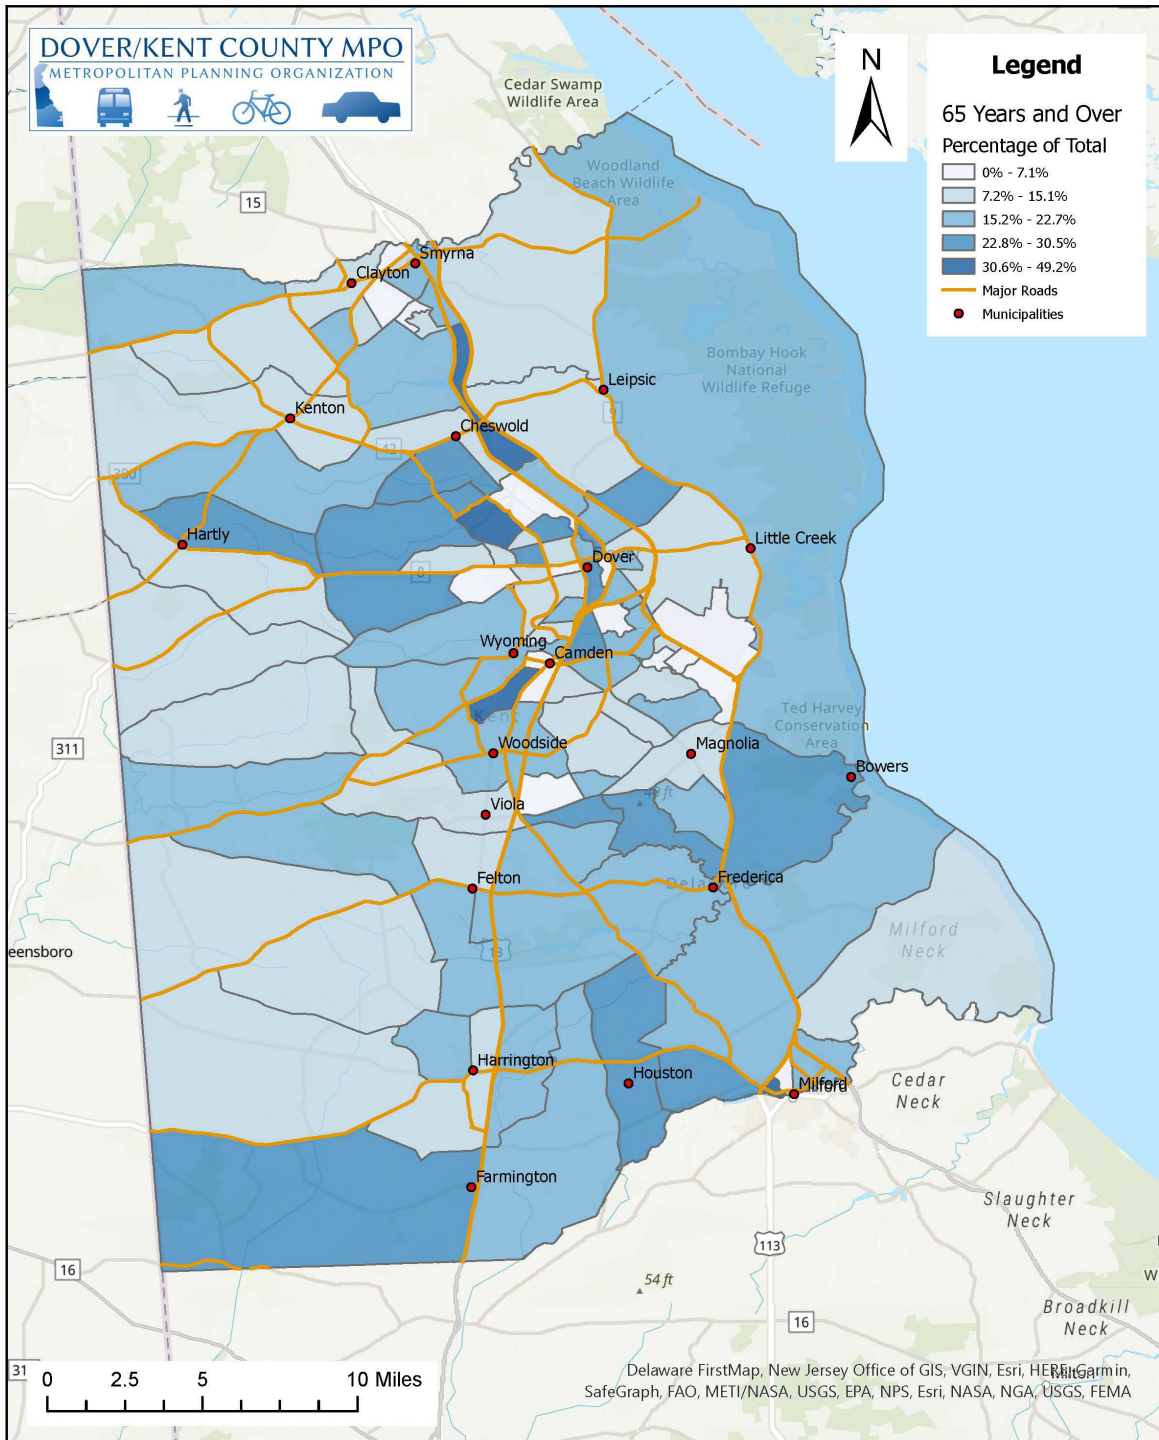 DOVER/KENT COUNTY MPO
METROPOLITAN PLANNING ORGANIZATION
Cedar Swamp
Wildlife Area
N
Legend
65 Years and Over
Percentage of Total
0% - 7.1%
7.2% - 15.1%
15.2% - 22.7%
22.8% - 30.5%
30.6% - 49.2%
Major Roads
Municipalities
Woodland
Beach Wildlife
Area
15
Smyrna
Clayton
Bombay Hook
National
Wildlife Refuge
Leipsic
9
Kenton
Cheswold
42
300
Hartly
Little Creek
Dover
8
Wyoming
Camden
Kent
Ted Harvey
Conservation
Area
311
Woodside
Magnolia
Bowers
Viola
49 ft
Felton
Frederica
Delaware
Milford
Neck
eensboro
13
Harrington
Houston
Milford
Cedar
Neck
Farmington
Slaughter
Neck
113
16
54 ft
W
Broadkill
Neck
16
31
0 2.5 5 10 Miles
Milton
Delaware FirstMap, New Jersey Office of GIS, VGIN, Esri, HERE, Garmin,
SafeGraph, FAO, METI/NASA, USGS, EPA, NPS, Esri, NASA, NGA, USGS, FEMA